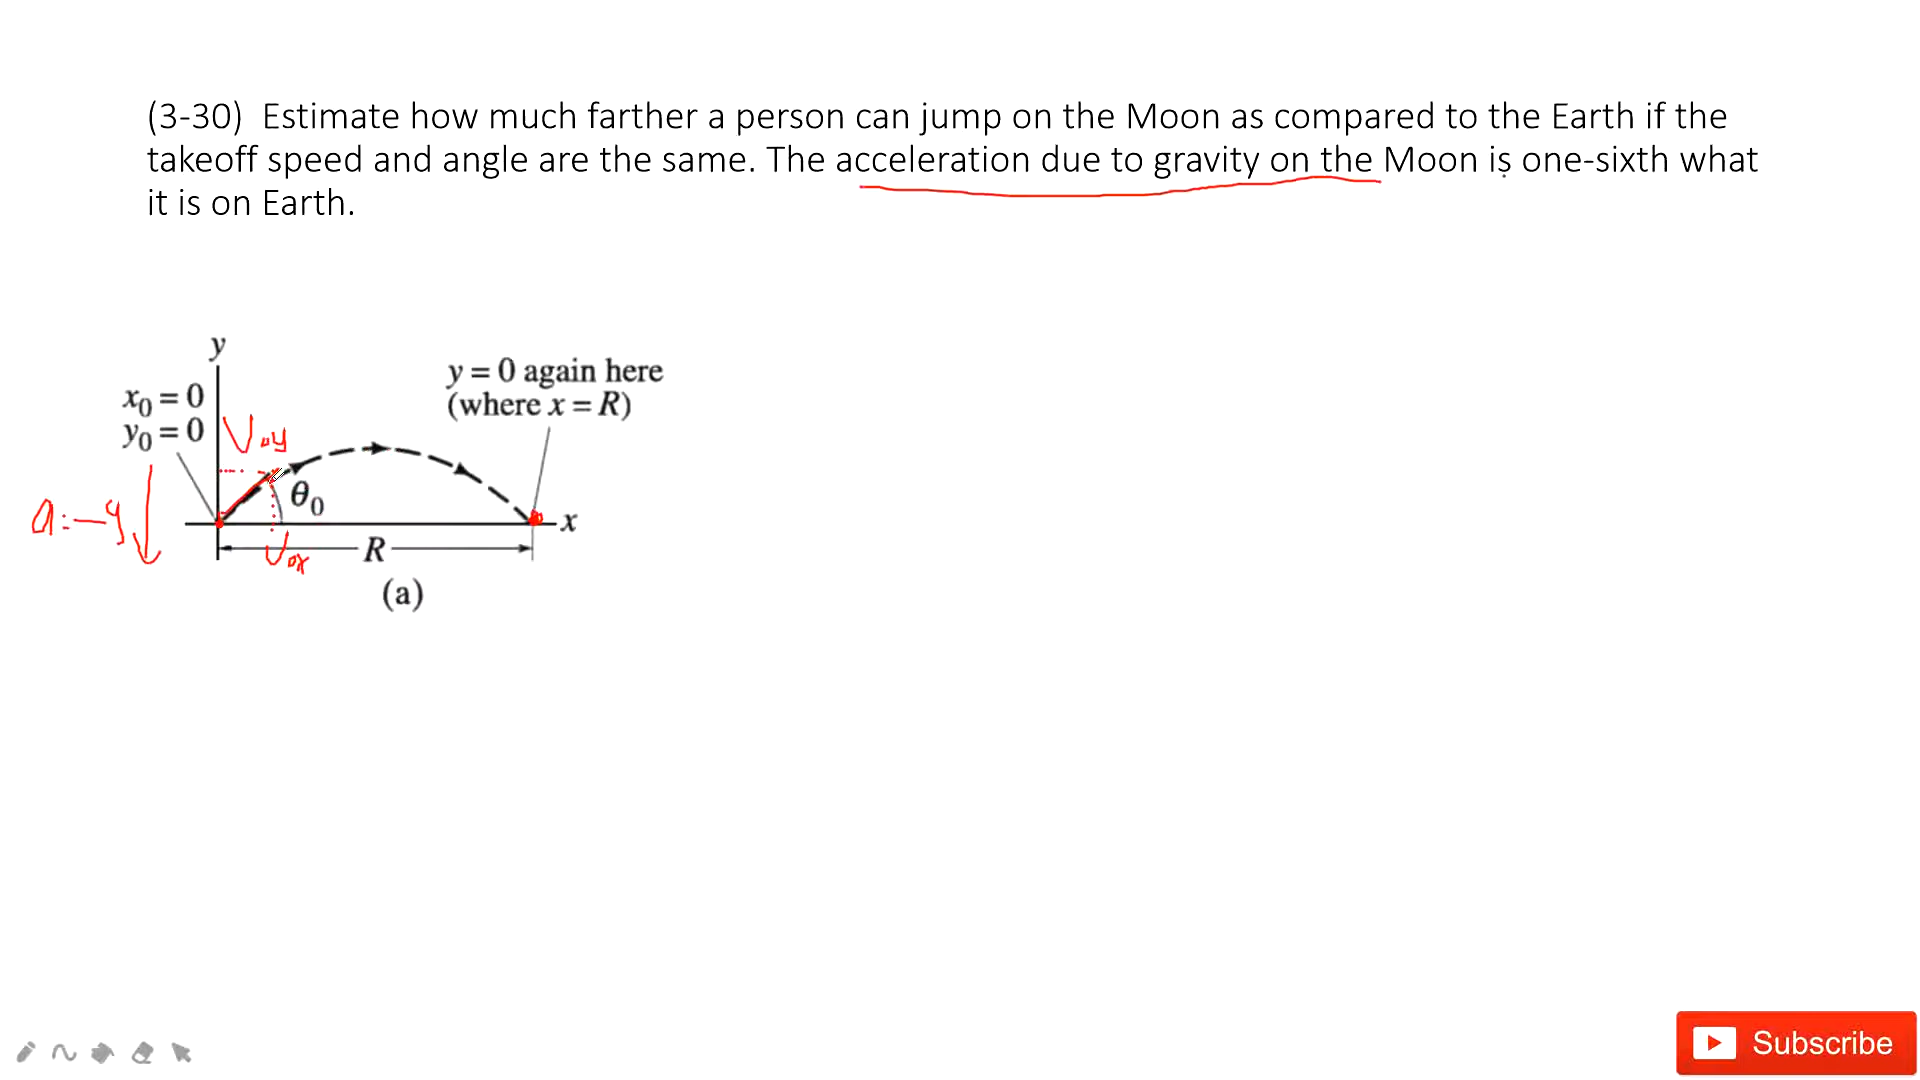 (3-30) Estimate how much farther a person can jump on the Moon as compared to the Earth if the
takeoff speed and angle are the same. The acceleration due to gravity on the Moon is one-sixth what
it is on Earth.
y
x₀ = 0
y₀ = 0
y = 0 again here
(where x = R)
V₀y
θ₀
a = -g
x
V₀x
R
(a)
Subscribe